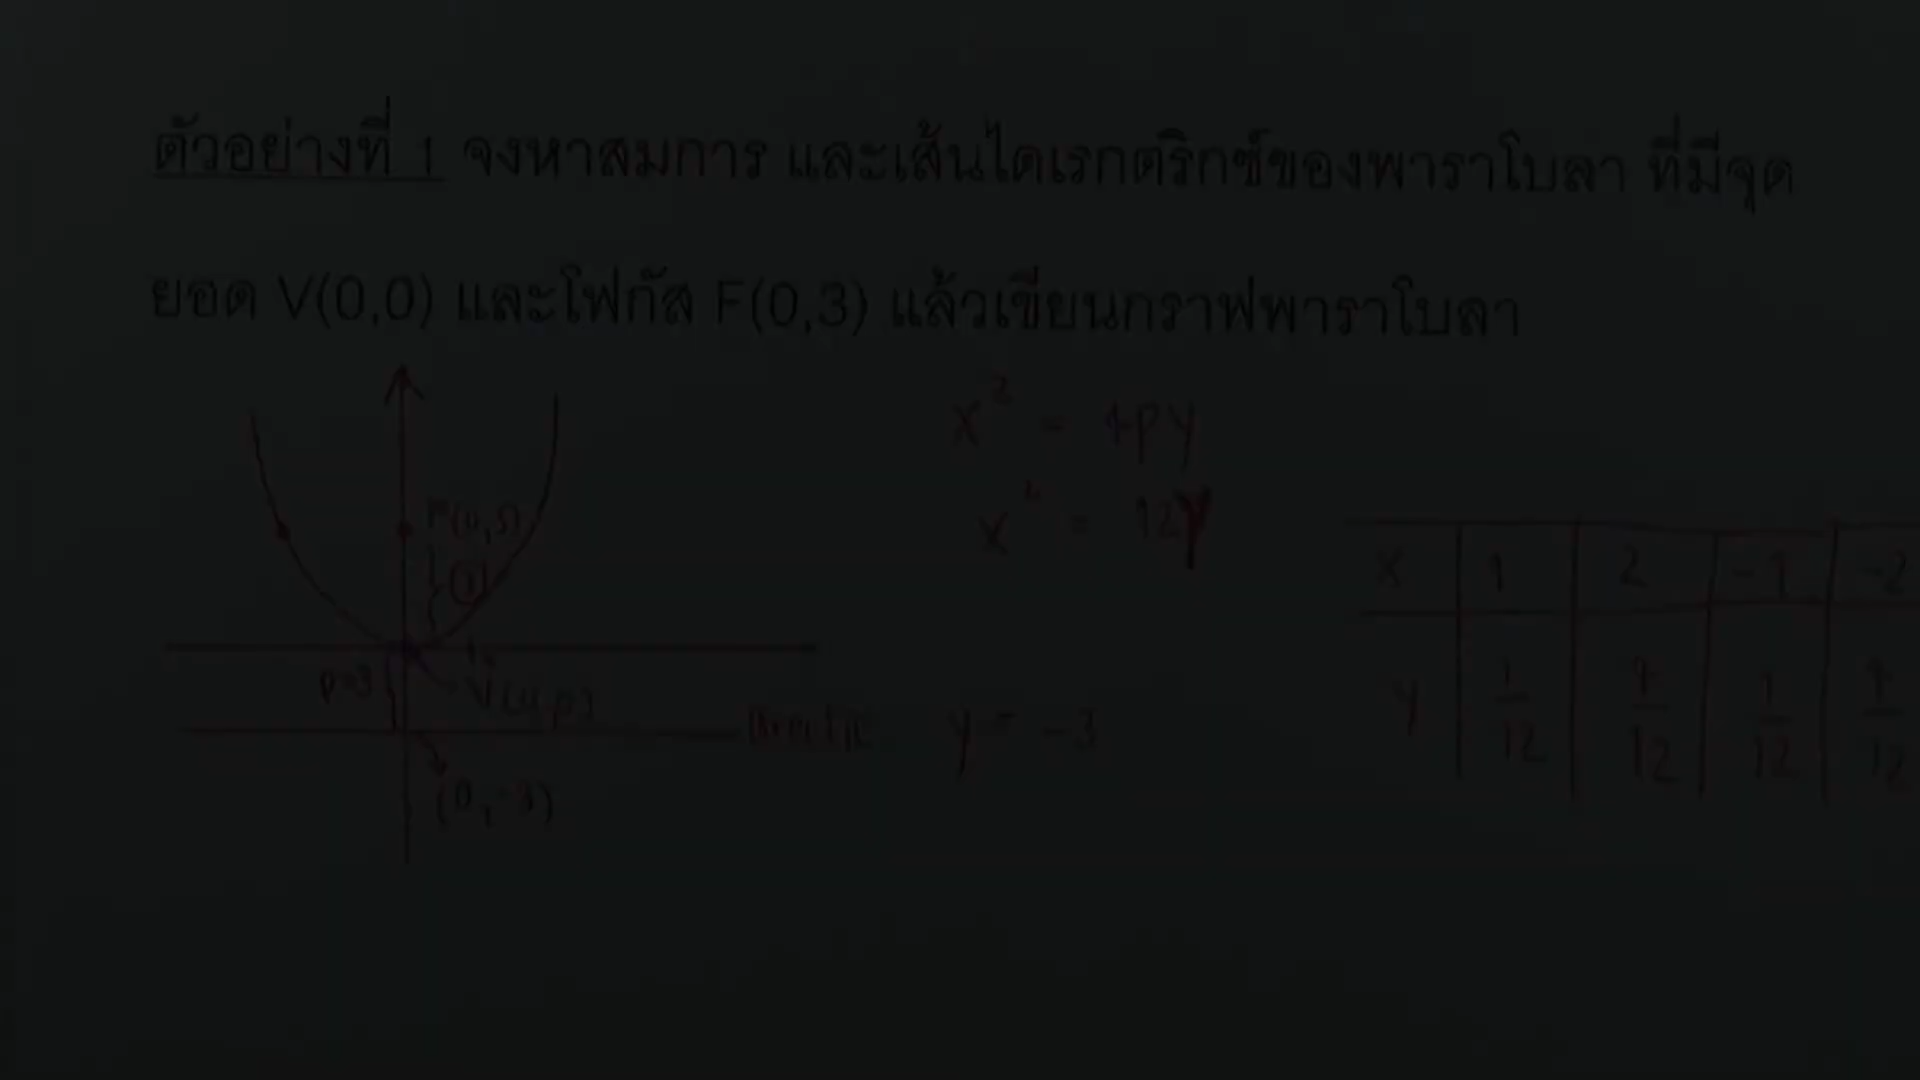 ตัวอย่างที่ 1 จงหาสมการ และเส้นไดเรกตริกซ์ของพาราโบลา ที่มีจุด
ยอด V(0,0) และโฟกัส F(0,3) แล้วเขียนกราฟพาราโบลา
x² = 4py
x² = 12y
F(0,3)
x 1 2 -1 -2
p=3
y 1/12 4/12 1/12 4/12
y = -3
(0,-3)